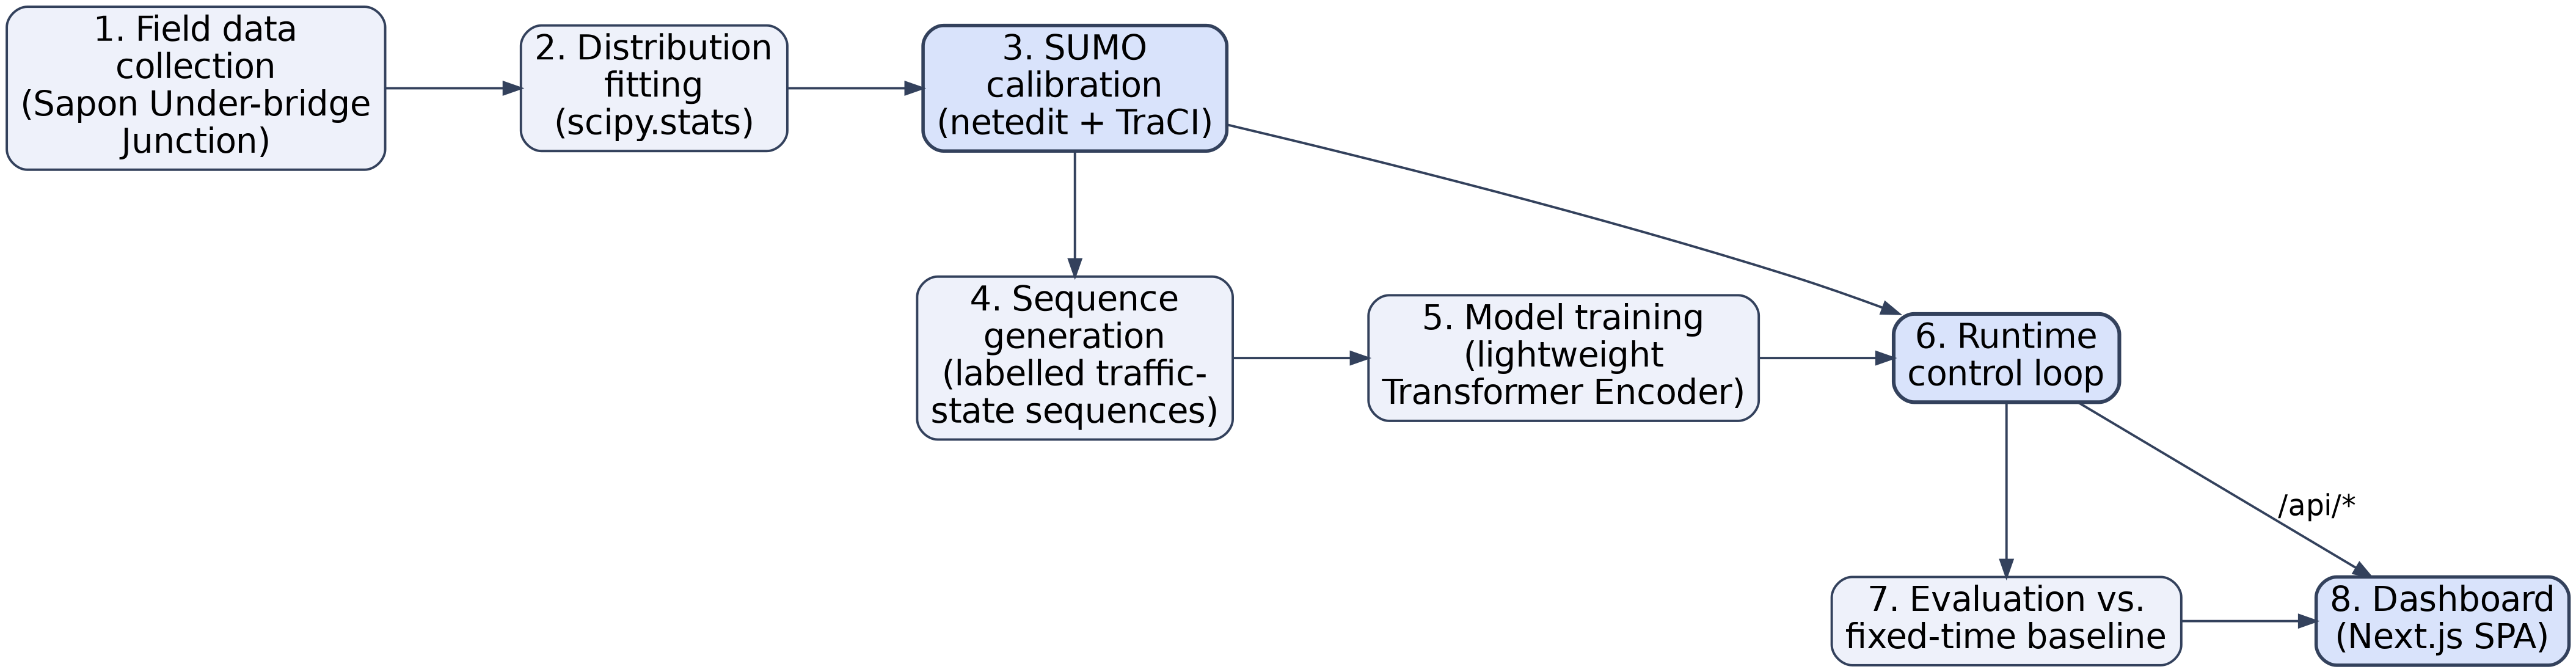 1. Field data
collection
(Sapon Under-bridge
Junction)
2. Distribution
fitting
(scipy.stats)
3. SUMO
calibration
(netedit + TraCI)
4. Sequence
generation
(labelled traffic-
state sequences)
5. Model training
(lightweight
Transformer Encoder)
6. Runtime
control loop
/api/*
7. Evaluation vs.
fixed-time baseline
8. Dashboard
(Next.js SPA)